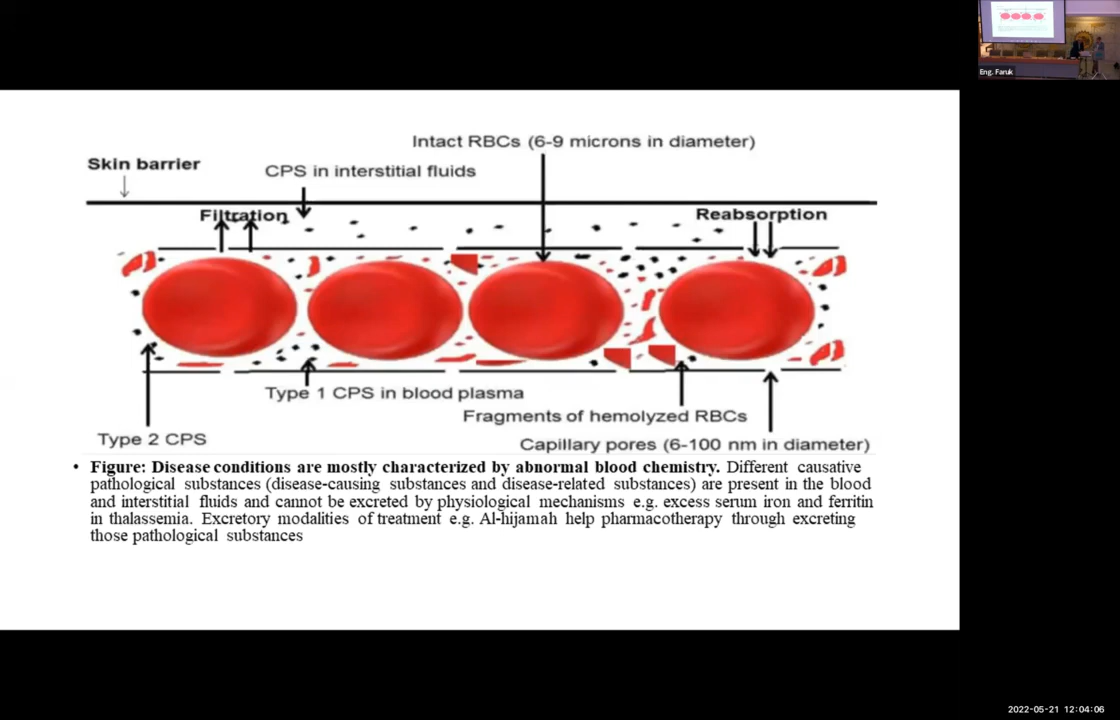 Eng. Faruk
Intact RBCs (6-9 microns in diameter)
Skin barrier
CPS in interstitial fluids
Filtration
Reabsorption
Type 1 CPS in blood plasma
Fragments of hemolyzed RBCs
Type 2 CPS
Capillary pores (6-100 nm in diameter)
• Figure: Disease conditions are mostly characterized by abnormal blood chemistry. Different causative
pathological substances (disease-causing substances and disease-related substances) are present in the blood
and interstitial fluids and cannot be excreted by physiological mechanisms e.g. excess serum iron and ferritin
in thalassemia. Excretory modalities of treatment e.g. Al-hijamah help pharmacotherapy through excreting
those pathological substances
2022-05-21 12:04:06